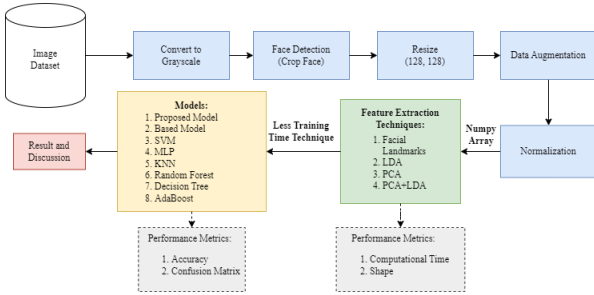 Image
Dataset
Convert to
Grayscale
Face Detection
(Crop Face)
Resize
(128, 128)
Data Augmentation
Normalization
Numpy
Array
Feature Extraction
Techniques:
1. Facial
Landmarks
2. LDA
3. PCA
4. PCA+LDA
Less Training
Time Technique
Models:
1. Proposed Model
2. Based Model
3. SVM
4. MLP
5. KNN
6. Random Forest
7. Decision Tree
8. AdaBoost
Result and
Discussion
Performance Metrics:
1. Accuracy
2. Confusion Matrix
Performance Metrics:
1. Computational Time
2. Shape